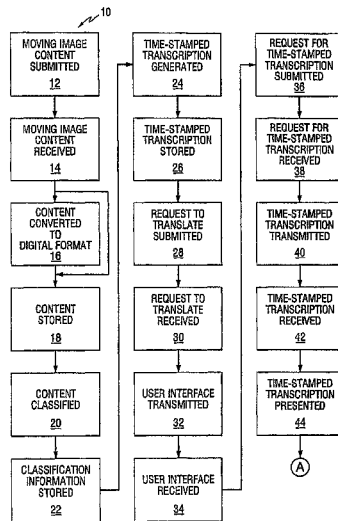 10
MOVING IMAGE
CONTENT
SUBMITTED
12
MOVING IMAGE
CONTENT
RECEIVED
14
CONTENT
CONVERTED
TO
DIGITAL FORMAT
16
CONTENT
STORED
18
CONTENT
CLASSIFIED
20
CLASSIFICATION
INFORMATION
STORED
22
TIME-STAMPED
TRANSCRIPTION
GENERATED
24
TIME-STAMPED
TRANSCRIPTION
STORED
26
REQUEST TO
TRANSLATE
SUBMITTED
28
REQUEST TO
TRANSLATE
RECEIVED
30
USER INTERFACE
TRANSMITTED
32
USER INTERFACE
RECEIVED
34
REQUEST FOR
TIME-STAMPED
TRANSCRIPTION
SUBMITTED
36
REQUEST FOR
TIME-STAMPED
TRANSCRIPTION
RECEIVED
38
TIME-STAMPED
TRANSCRIPTION
TRANSMITTED
40
TIME-STAMPED
TRANSCRIPTION
RECEIVED
42
TIME-STAMPED
TRANSCRIPTION
PRESENTED
44
A